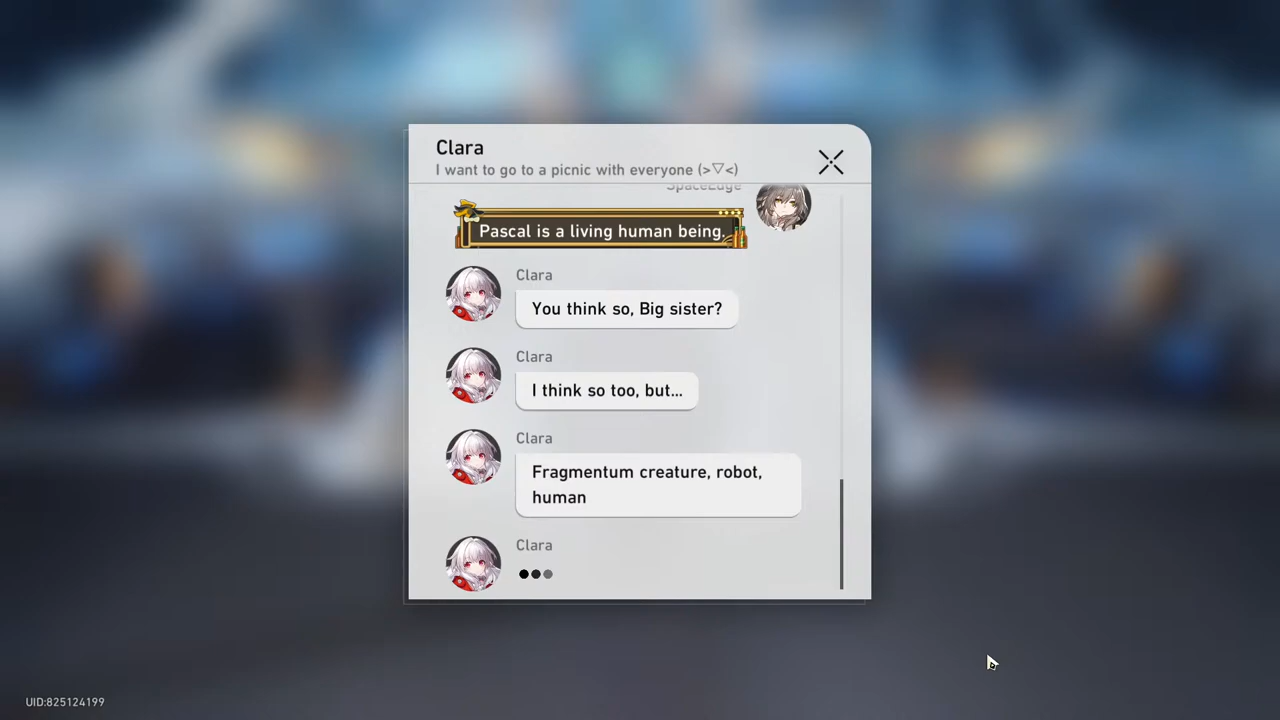 Clara
I want to go to a picnic with everyone (>▽<)
SpaceEdge
Pascal is a living human being.
Clara
You think so, Big sister?
Clara
I think so too, but...
Clara
Fragmentum creature, robot,
human
Clara
UID:825124199